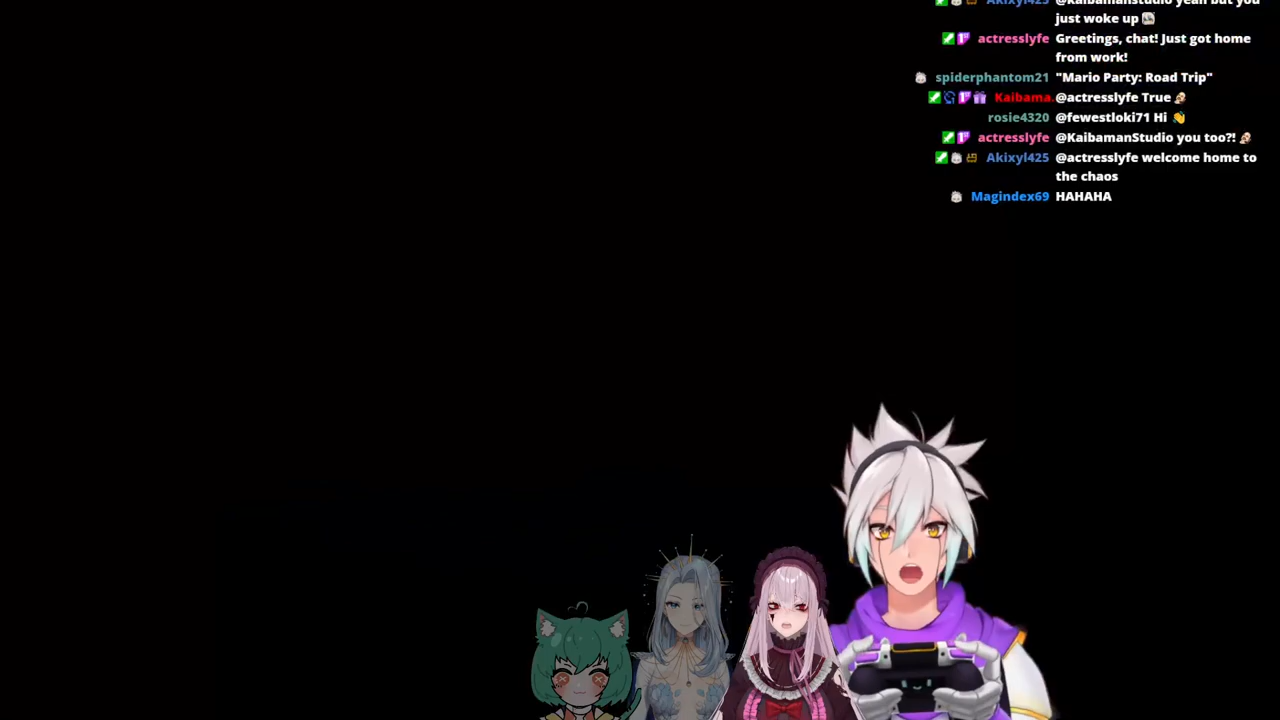 Akixyl425 @kaibamanstudio yeah but you
just woke up
actresslyfe Greetings, chat! Just got home
from work!
spiderphantom21 "Mario Party: Road Trip"
Kaibama. @actresslyfe True
rosie4320 @fewestloki71 Hi
actresslyfe @KaibamanStudio you too?!
Akixyl425 @actresslyfe welcome home to
the chaos
Magindex69 HAHAHA